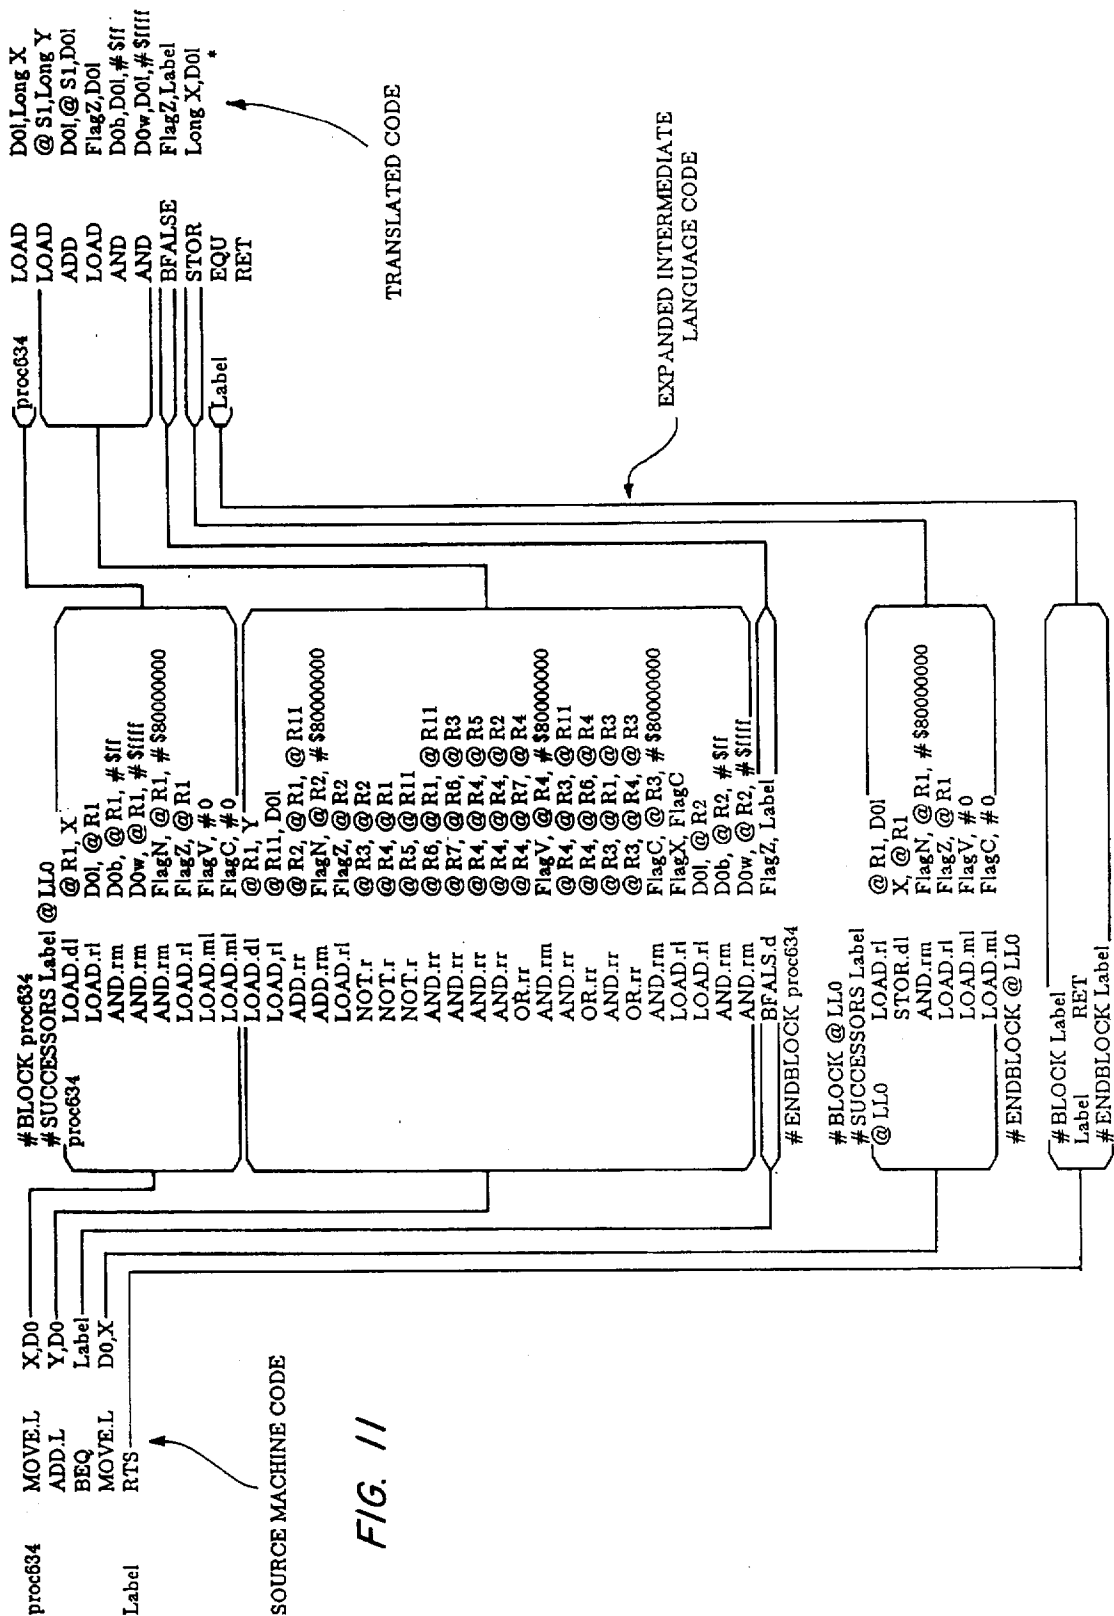 proc634 MOVE.L X,D0
ADD.L Y,D0
BEQ Label
MOVE.L D0,X
Label RTS
SOURCE MACHINE CODE
FIG. 11
#BLOCK proc634
#SUCCESSORS Label @LL0
proc634 LOAD.dl @R1, X
LOAD.rl D0l, @R1
AND.rm D0b, @R1, #$ff
AND.rm D0w, @R1, #$ffff
AND.rm FlagN, @R1, #$80000000
LOAD.rl FlagZ, @R1
LOAD.ml FlagV, #0
LOAD.ml FlagC, #0
LOAD.dl @R1, Y
LOAD,rl @R11, D0l
ADD.rr @R2, @R1, @R11
ADD.rm FlagN, @R2, #$80000000
LOAD.rl FlagZ, @R2
NOT.r @R3, @R2
NOT.r @R4, @R1
NOT.r @R5, @R11
AND.rr @R6, @R1, @R11
AND.rr @R7, @R6, @R3
AND.rr @R4, @R4, @R5
AND.rr @R4, @R4, @R2
OR.rr @R4, @R7, @R4
AND.rm FlagV, @R4, #$80000000
AND.rr @R4, @R3, @R11
OR.rr @R4, @R6, @R4
AND.rr @R3, @R1, @R3
OR.rr @R3, @R4, @R3
AND.rm FlagC, @R3, #$80000000
LOAD.rl FlagX, FlagC
LOAD.rl D0l, @R2
AND.rm D0b, @R2, #$ff
AND.rm D0w, @R2, #$ffff
BFALS.d FlagZ, Label
#ENDBLOCK proc634
#BLOCK @LL0
#SUCCESSORS Label
@LL0 LOAD.rl @R1, D0l
STOR.dl X, @R1
AND.rm FlagN, @R1, #$80000000
LOAD.rl FlagZ, @R1
LOAD.ml FlagV, #0
LOAD.ml FlagC, #0
#ENDBLOCK @LL0
#BLOCK Label
Label RET
#ENDBLOCK Label
EXPANDED INTERMEDIATE
LANGUAGE CODE
proc634 LOAD D0l,Long X
LOAD @S1,Long Y
ADD D0l,@S1,D0l
LOAD FlagZ,D0l
AND D0b,D0l,#$ff
AND D0w,D0l,#$ffff
BFALSE FlagZ,Label
STOR Long X,D0l
Label EQU *
RET
TRANSLATED CODE